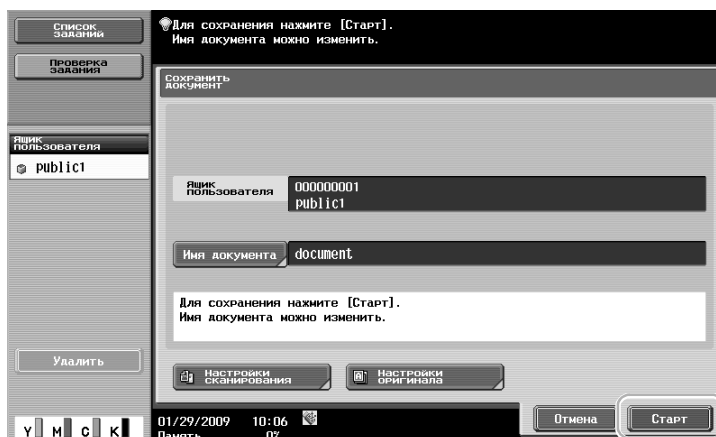 Список
заданий
Проверка
задания
Для сохранения нажмите [Старт].
Имя документа можно изменить.
Сохранить
документ
Ящик
пользователя
public1
Ящик
пользователя
000000001
public1
Имя документа
document
Для сохранения нажмите [Старт].
Имя документа можно изменить.
Удалить
Настройки
сканирования
Настройки
оригинала
Y M C K
01/29/2009 10:06
Память 0%
Отмена
Старт